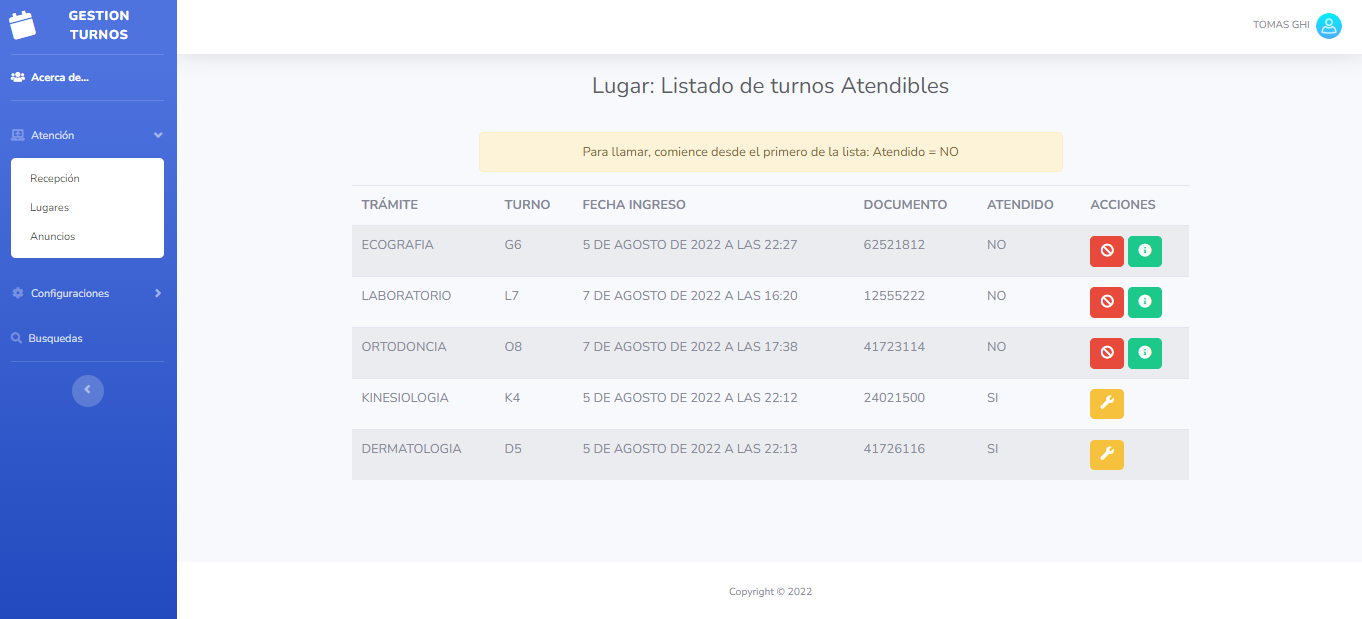 GESTION
TURNOS
TOMAS GHI
Acerca de...
Atención
Recepción
Lugares
Anuncios
Configuraciones
Busquedas
Lugar: Listado de turnos Atendibles
Para llamar, comience desde el primero de la lista: Atendido = NO
TRÁMITE TURNO FECHA INGRESO DOCUMENTO ATENDIDO ACCIONES
ECOGRAFIA G6 5 DE AGOSTO DE 2022 A LAS 22:27 62521812 NO
LABORATORIO L7 7 DE AGOSTO DE 2022 A LAS 16:20 12555222 NO
ORTODONCIA O8 7 DE AGOSTO DE 2022 A LAS 17:38 41723114 NO
KINESIOLOGIA K4 5 DE AGOSTO DE 2022 A LAS 22:12 24021500 SI
DERMATOLOGIA D5 5 DE AGOSTO DE 2022 A LAS 22:13 41726116 SI
Copyright © 2022